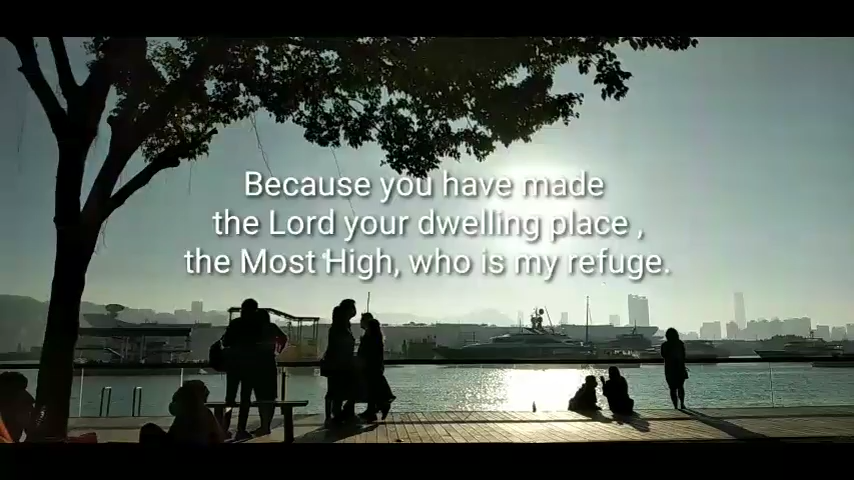 Because you have made
the Lord your dwelling place ,
the Most High, who is my refuge.